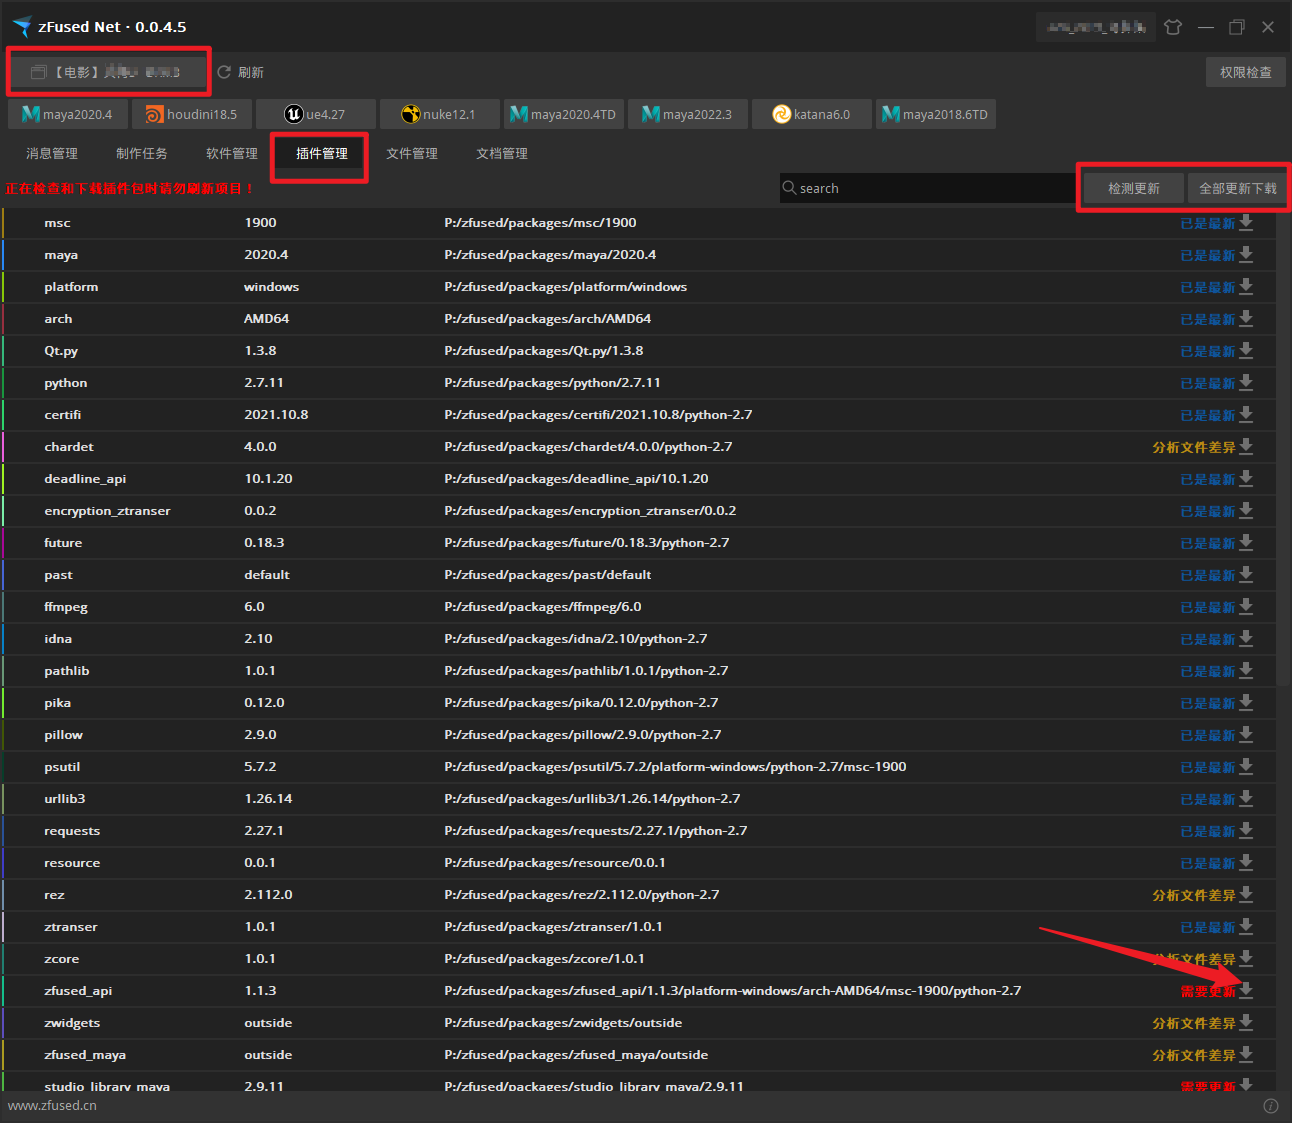 zFused Net · 0.0.4.5
【电影】
刷新
权限检查
maya2020.4 houdini18.5 ue4.27 nuke12.1 maya2020.4TD maya2022.3 katana6.0 maya2018.6TD
消息管理 制作任务 软件管理 插件管理 文件管理 文档管理
正在检查和下载插件包时请勿刷新项目！ search 检测更新 全部更新下载
msc 1900 P:/zfused/packages/msc/1900 已是最新
maya 2020.4 P:/zfused/packages/maya/2020.4 已是最新
platform windows P:/zfused/packages/platform/windows 已是最新
arch AMD64 P:/zfused/packages/arch/AMD64 已是最新
Qt.py 1.3.8 P:/zfused/packages/Qt.py/1.3.8 已是最新
python 2.7.11 P:/zfused/packages/python/2.7.11 已是最新
certifi 2021.10.8 P:/zfused/packages/certifi/2021.10.8/python-2.7 已是最新
chardet 4.0.0 P:/zfused/packages/chardet/4.0.0/python-2.7 分析文件差异
deadline_api 10.1.20 P:/zfused/packages/deadline_api/10.1.20 已是最新
encryption_ztranser 0.0.2 P:/zfused/packages/encryption_ztranser/0.0.2 已是最新
future 0.18.3 P:/zfused/packages/future/0.18.3/python-2.7 已是最新
past default P:/zfused/packages/past/default 已是最新
ffmpeg 6.0 P:/zfused/packages/ffmpeg/6.0 已是最新
idna 2.10 P:/zfused/packages/idna/2.10/python-2.7 已是最新
pathlib 1.0.1 P:/zfused/packages/pathlib/1.0.1/python-2.7 已是最新
pika 0.12.0 P:/zfused/packages/pika/0.12.0/python-2.7 已是最新
pillow 2.9.0 P:/zfused/packages/pillow/2.9.0/python-2.7 已是最新
psutil 5.7.2 P:/zfused/packages/psutil/5.7.2/platform-windows/python-2.7/msc-1900 已是最新
urllib3 1.26.14 P:/zfused/packages/urllib3/1.26.14/python-2.7 已是最新
requests 2.27.1 P:/zfused/packages/requests/2.27.1/python-2.7 已是最新
resource 0.0.1 P:/zfused/packages/resource/0.0.1 已是最新
rez 2.112.0 P:/zfused/packages/rez/2.112.0/python-2.7 分析文件差异
ztranser 1.0.1 P:/zfused/packages/ztranser/1.0.1 已是最新
zcore 1.0.1 P:/zfused/packages/zcore/1.0.1 分析文件差异
zfused_api 1.1.3 P:/zfused/packages/zfused_api/1.1.3/platform-windows/arch-AMD64/msc-1900/python-2.7 需要更新
zwidgets outside P:/zfused/packages/zwidgets/outside 分析文件差异
zfused_maya outside P:/zfused/packages/zfused_maya/outside 分析文件差异
studio_library_maya 2.9.11 P:/zfused/packages/studio_library_maya/2.9.11 需要更新
www.zfused.cn